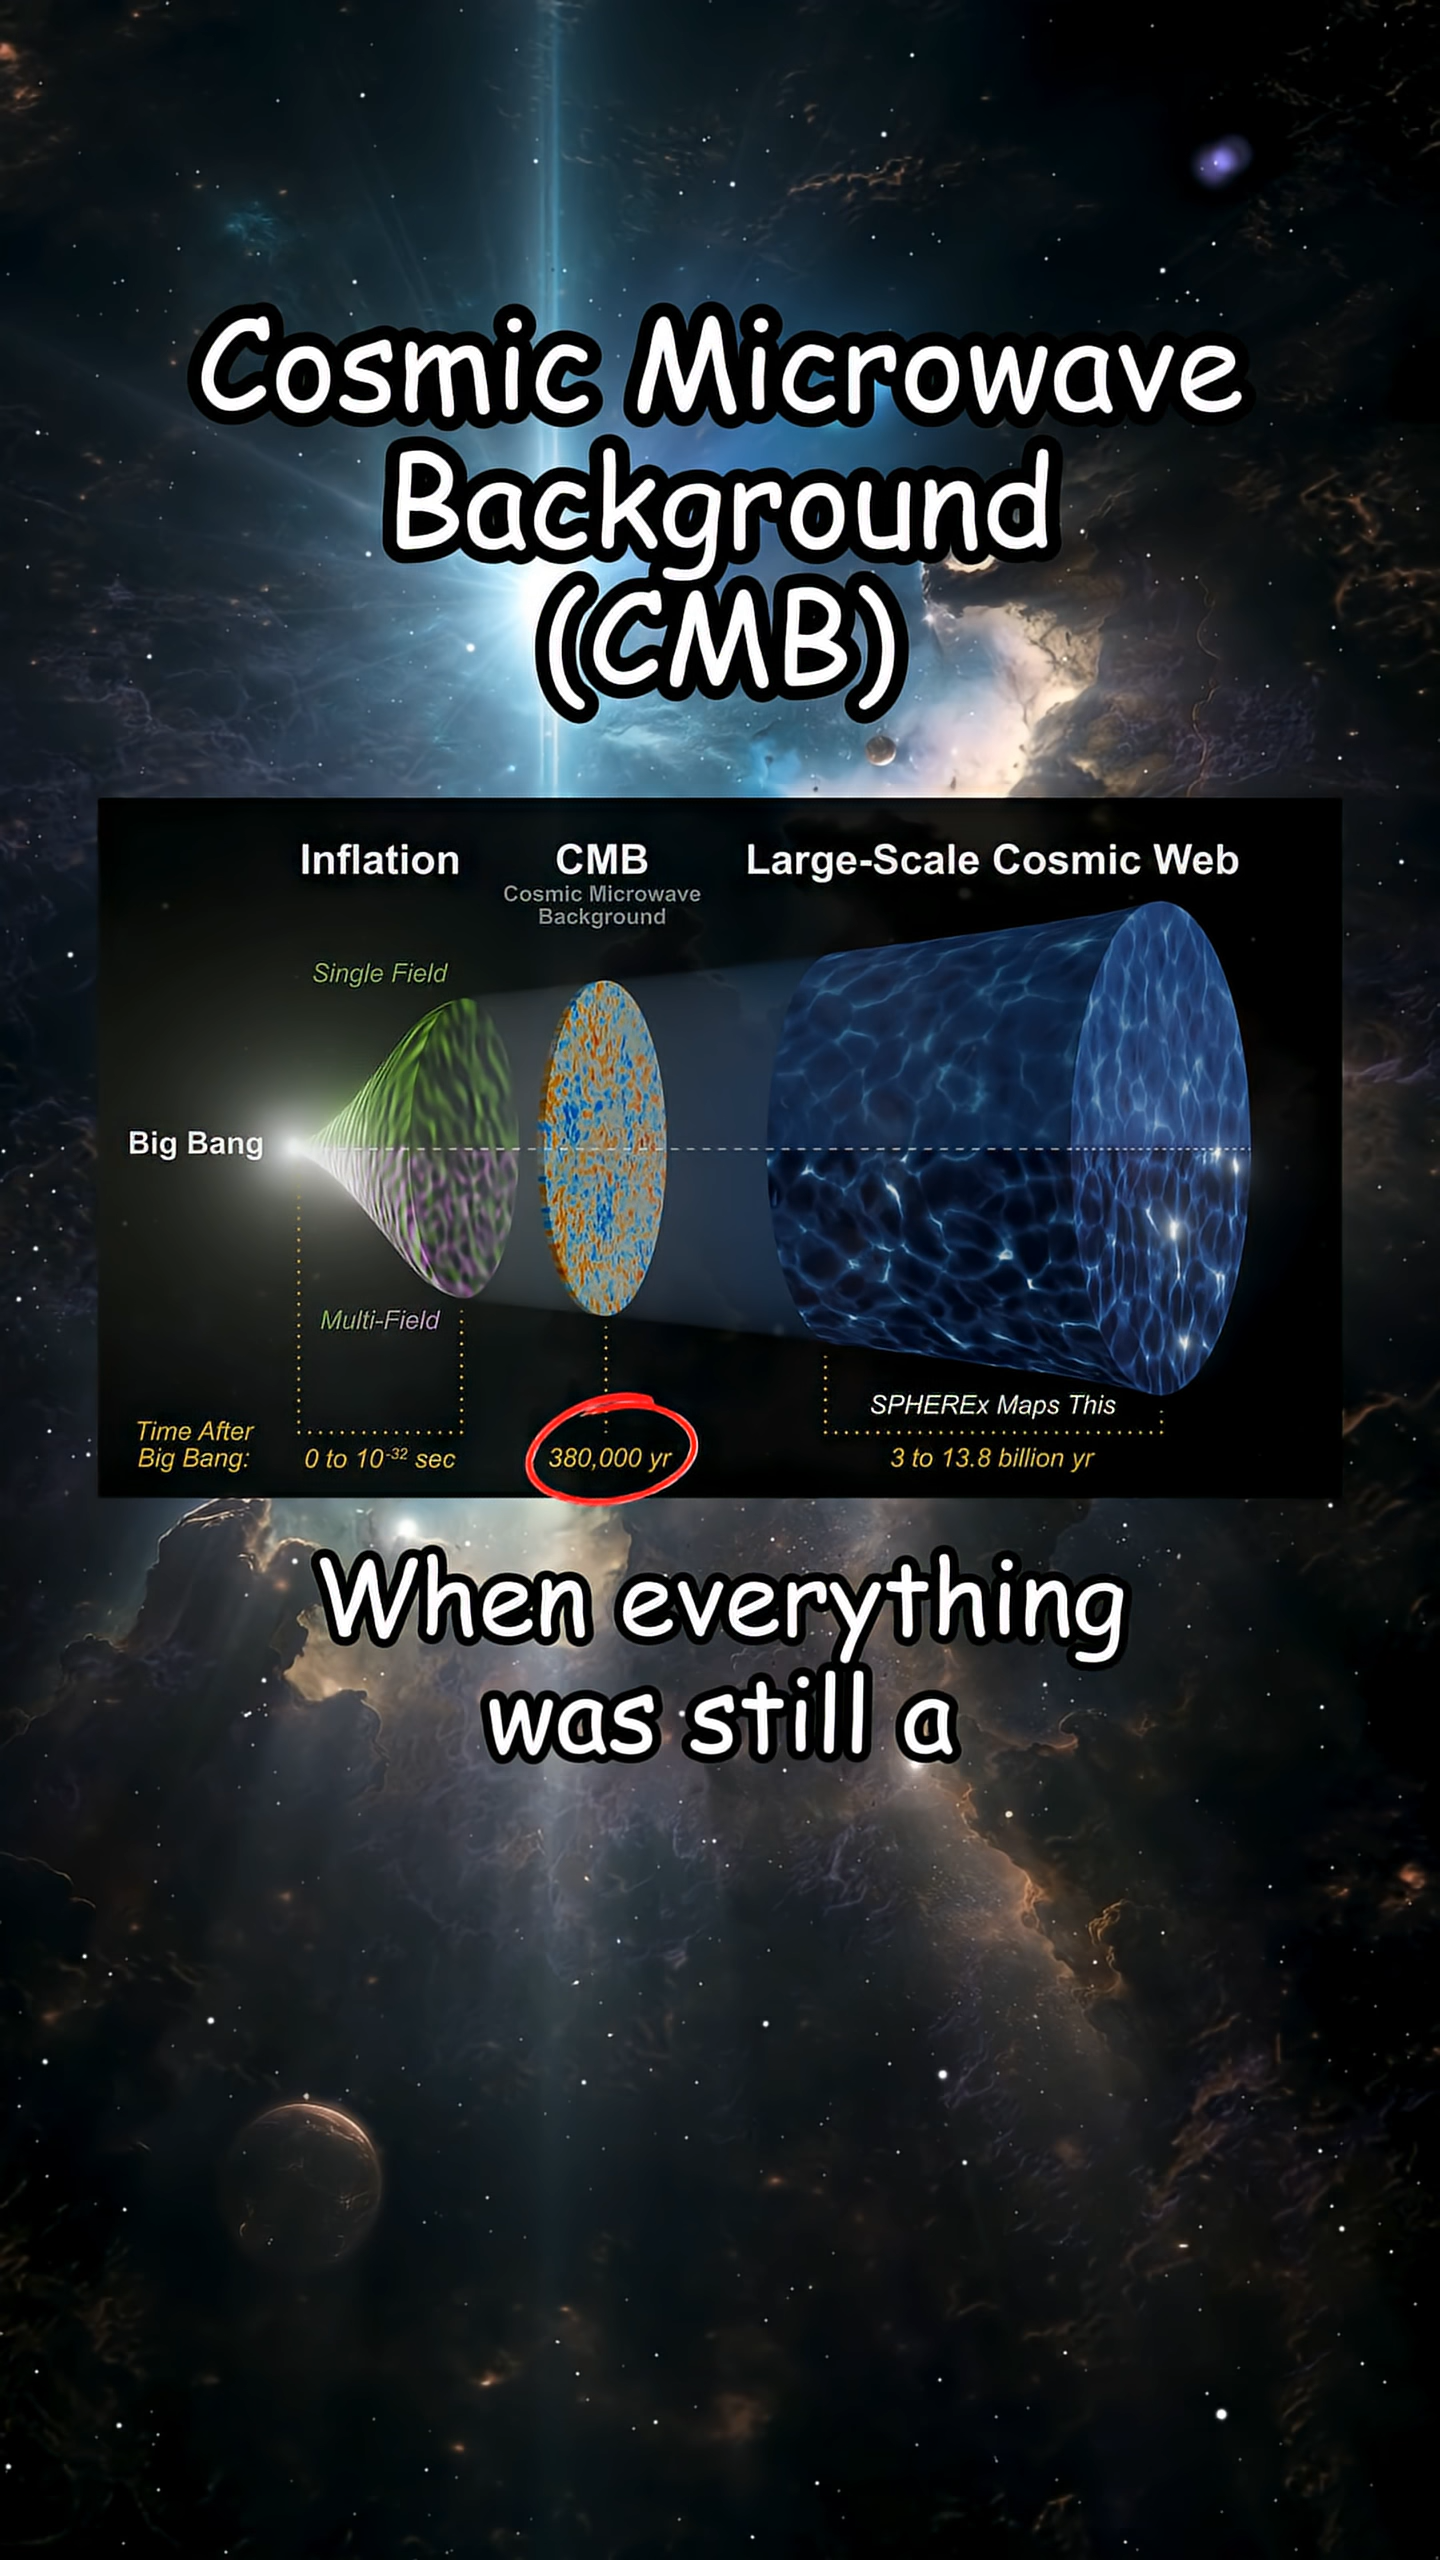 Cosmic Microwave
Background
(CMB)
Inflation
CMB
Cosmic Microwave
Background
Large-Scale Cosmic Web
Single Field
Big Bang
Multi-Field
SPHEREx Maps This
Time After
Big Bang:
0 to 10⁻³² sec
380,000 yr
3 to 13.8 billion yr
When everything
was still a